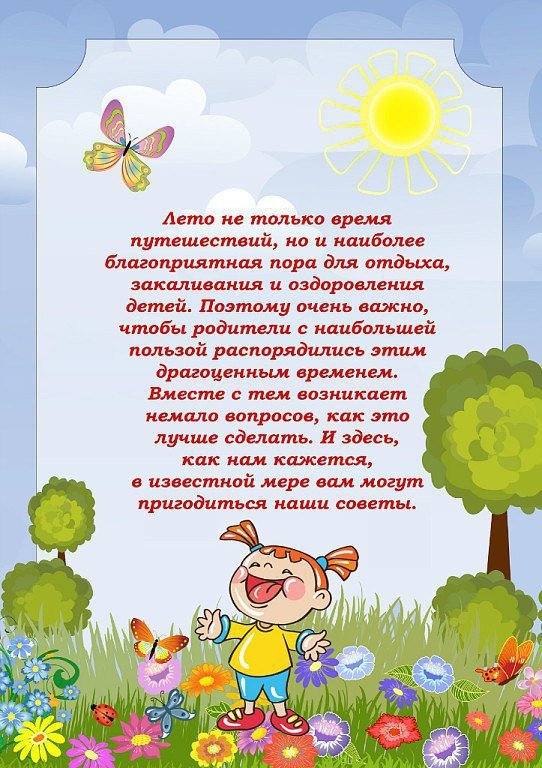 Лето не только время
путешествий, но и наиболее
благоприятная пора для отдыха,
закаливания и оздоровления
детей. Поэтому очень важно,
чтобы родители с наибольшей
пользой распорядились этим
драгоценным временем.
Вместе с тем возникает
немало вопросов, как это
лучше сделать. И здесь,
как нам кажется,
в известной мере вам могут
пригодиться наши советы.